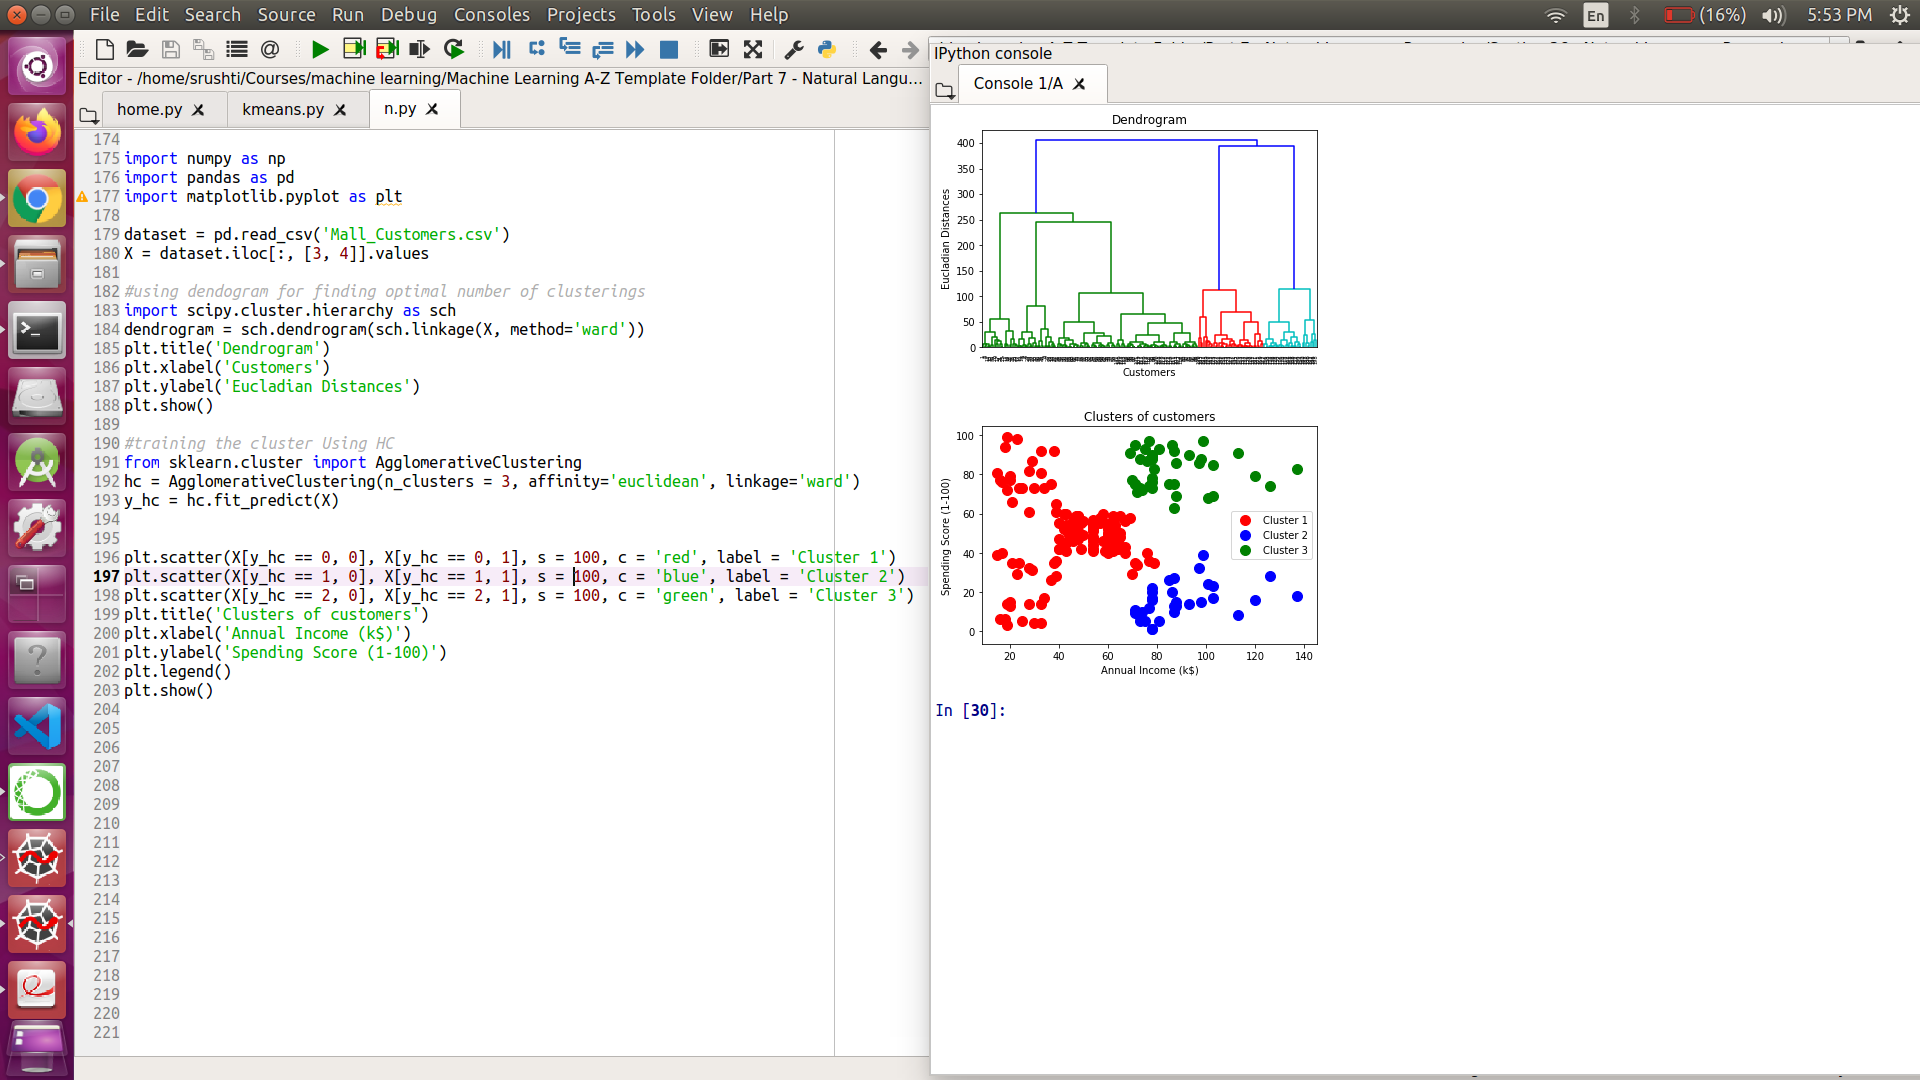 File Edit Search Source Run Debug Consoles Projects Tools View Help
En (16%) 5:53 PM
Editor - /home/srushti/Courses/machine learning/Machine Learning A-Z Template Folder/Part 7 - Natural Langu...
home.py kmeans.py n.py
174
175 import numpy as np
176 import pandas as pd
177 import matplotlib.pyplot as plt
178
179 dataset = pd.read_csv('Mall_Customers.csv')
180 X = dataset.iloc[:, [3, 4]].values
181
182 #using dendogram for finding optimal number of clusterings
183 import scipy.cluster.hierarchy as sch
184 dendrogram = sch.dendrogram(sch.linkage(X, method='ward'))
185 plt.title('Dendrogram')
186 plt.xlabel('Customers')
187 plt.ylabel('Eucladian Distances')
188 plt.show()
189
190 #training the cluster Using HC
191 from sklearn.cluster import AgglomerativeClustering
192 hc = AgglomerativeClustering(n_clusters = 3, affinity='euclidean', linkage='ward')
193 y_hc = hc.fit_predict(X)
194
195
196 plt.scatter(X[y_hc == 0, 0], X[y_hc == 0, 1], s = 100, c = 'red', label = 'Cluster 1')
197 plt.scatter(X[y_hc == 1, 0], X[y_hc == 1, 1], s = 100, c = 'blue', label = 'Cluster 2')
198 plt.scatter(X[y_hc == 2, 0], X[y_hc == 2, 1], s = 100, c = 'green', label = 'Cluster 3')
199 plt.title('Clusters of customers')
200 plt.xlabel('Annual Income (k$)')
201 plt.ylabel('Spending Score (1-100)')
202 plt.legend()
203 plt.show()
204
205
206
207
208
209
210
211
212
213
214
215
216
217
218
219
220
221
IPython console
Console 1/A
Dendrogram
Eucladian Distances
400
350
300
250
200
150
100
50
0
Customers
Clusters of customers
Spending Score (1-100)
100
80
60
40
20
0
Cluster 1
Cluster 2
Cluster 3
20 40 60 80 100 120 140
Annual Income (k$)
In [30]: